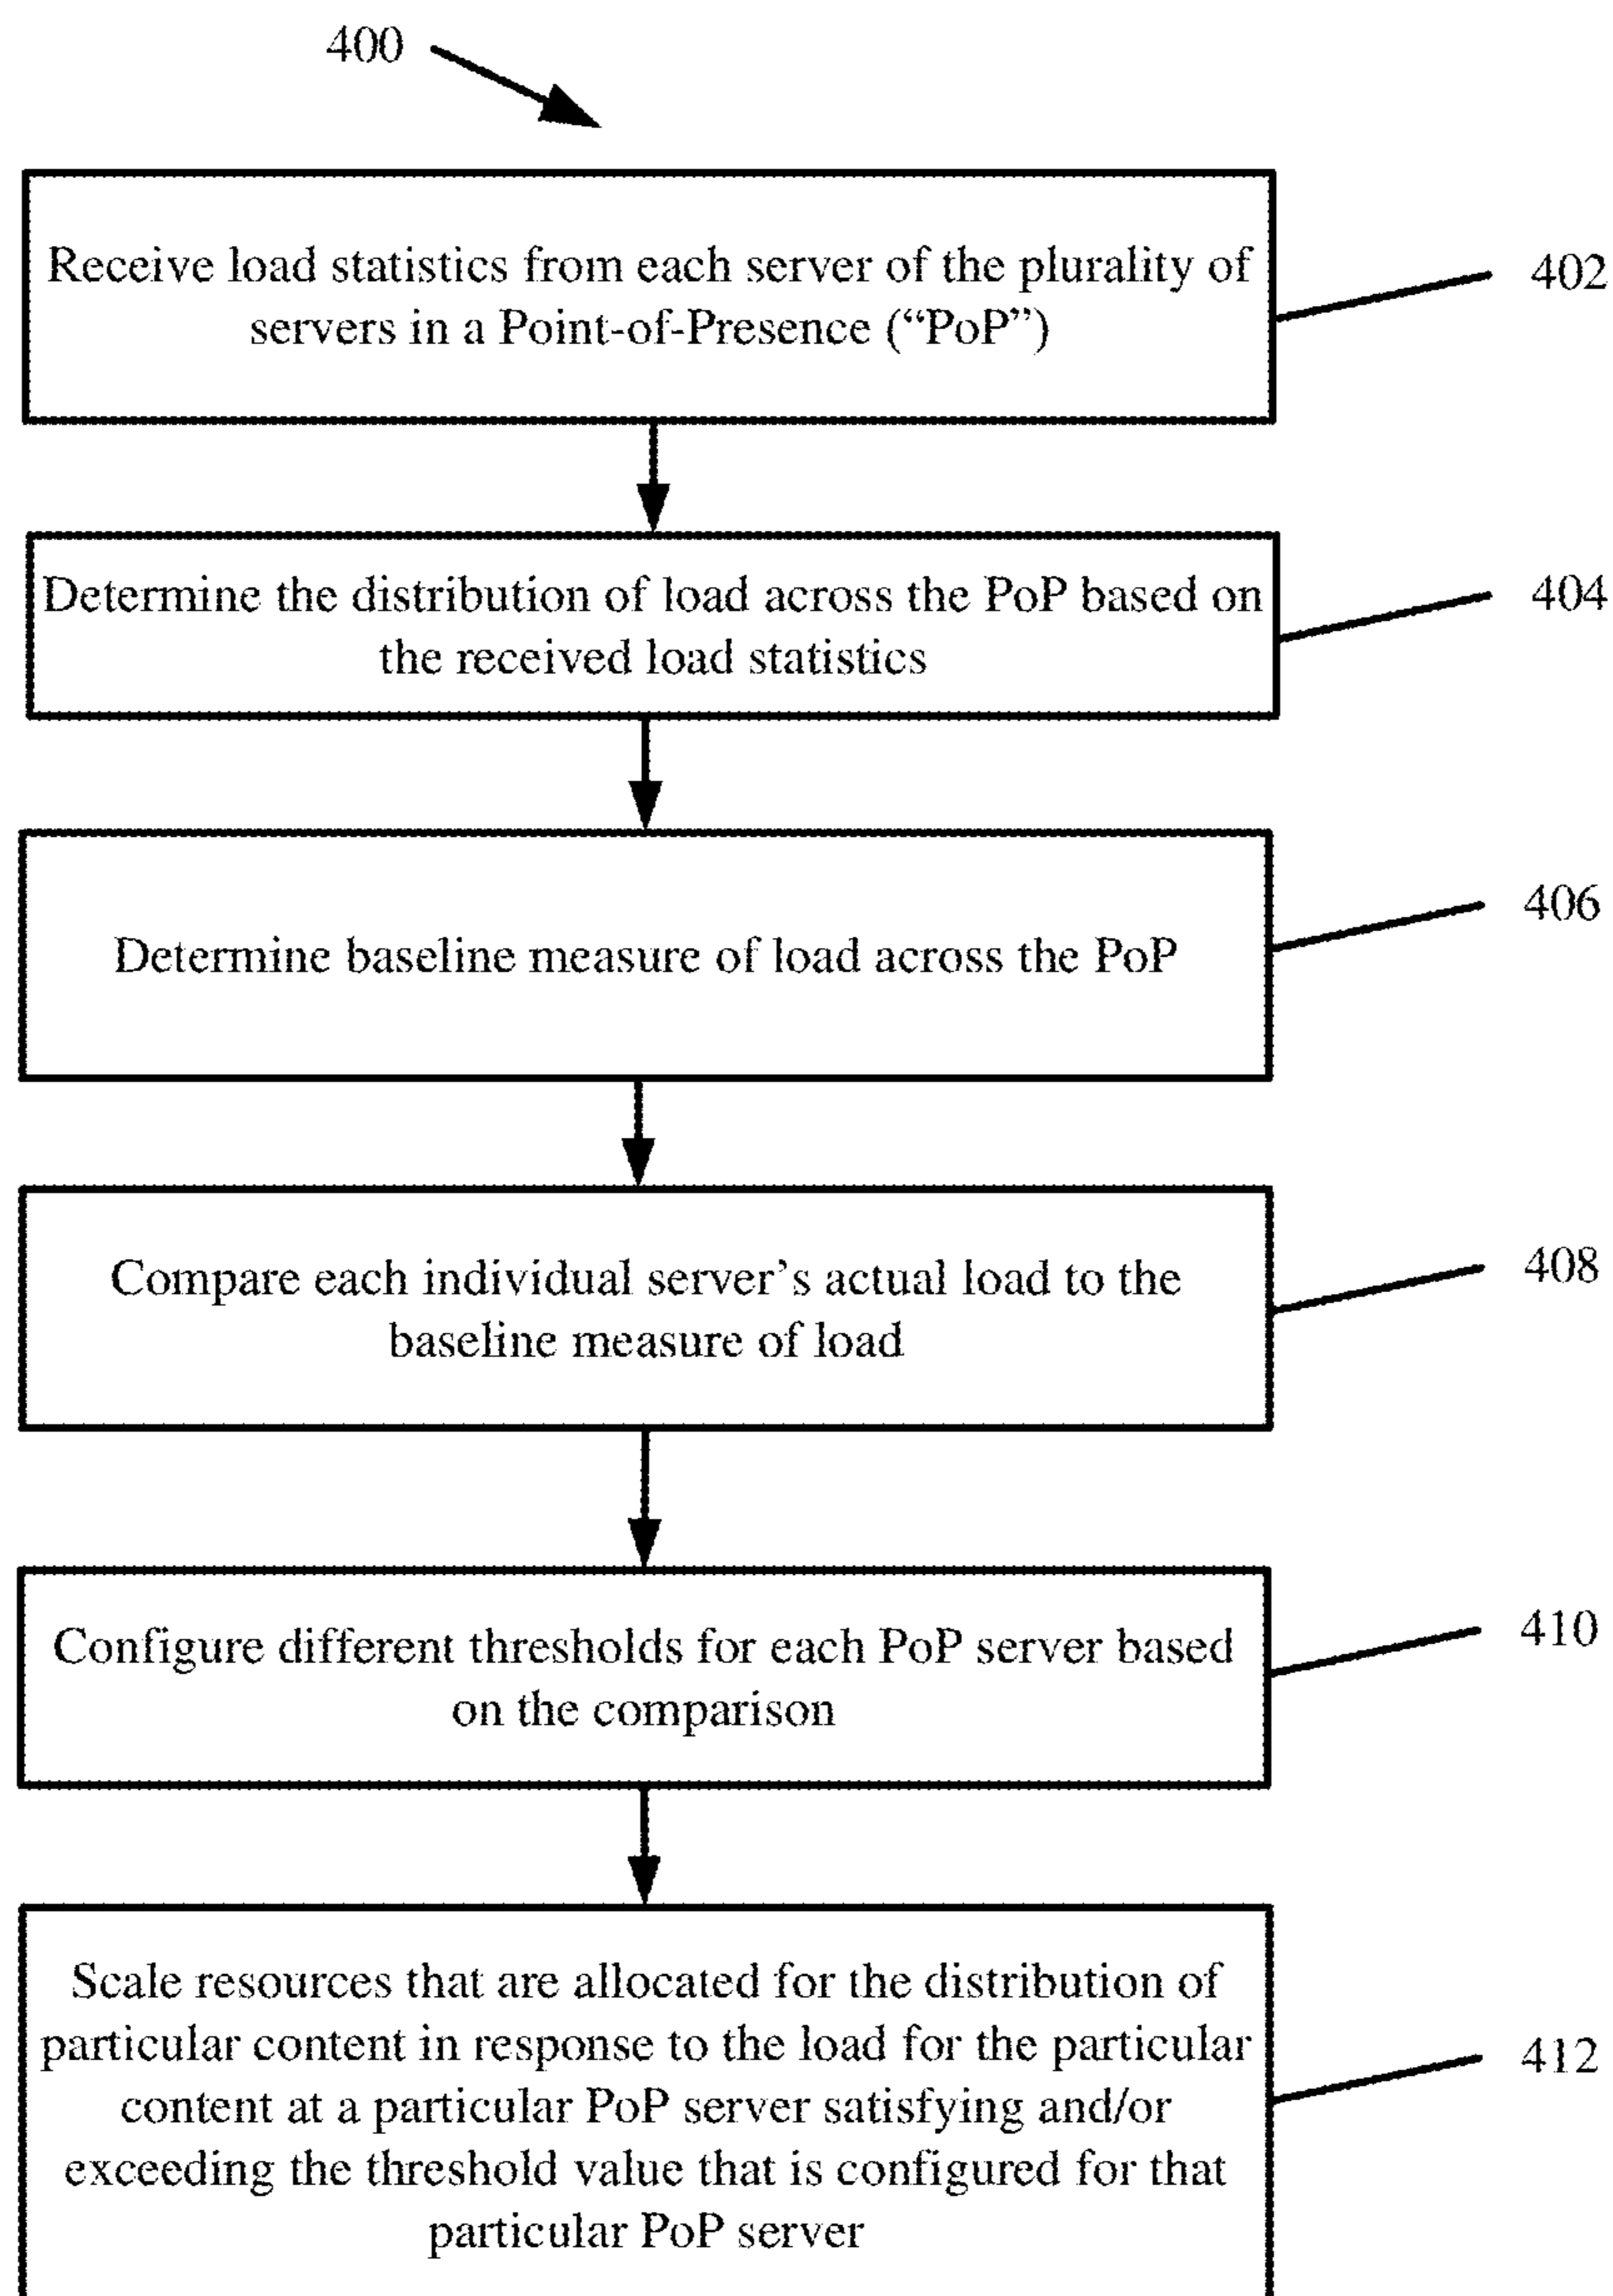 400
Receive load statistics from each server of the plurality of
servers in a Point-of-Presence (“PoP”)
402
Determine the distribution of load across the PoP based on
the received load statistics
404
Determine baseline measure of load across the PoP
406
Compare each individual server’s actual load to the
baseline measure of load
408
Configure different thresholds for each PoP server based
on the comparison
410
Scale resources that are allocated for the distribution of
particular content in response to the load for the particular
content at a particular PoP server satisfying and/or
exceeding the threshold value that is configured for that
particular PoP server
412